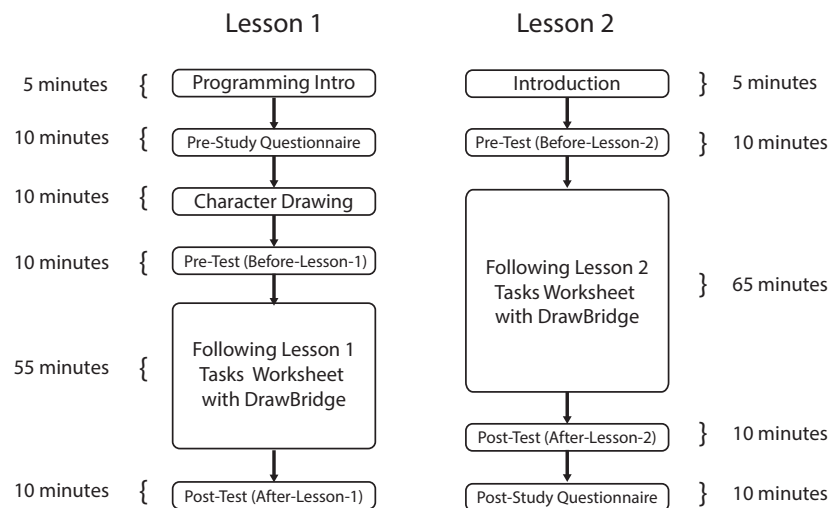 Lesson 1
5 minutes { Programming Intro
10 minutes { Pre-Study Questionnaire
10 minutes { Character Drawing
10 minutes { Pre-Test (Before-Lesson-1)
55 minutes {
Following Lesson 1
Tasks Worksheet
with DrawBridge
10 minutes { Post-Test (After-Lesson-1)
Lesson 2
Introduction } 5 minutes
Pre-Test (Before-Lesson-2) } 10 minutes
Following Lesson 2
Tasks Worksheet
with DrawBridge
} 65 minutes
Post-Test (After-Lesson-2) } 10 minutes
Post-Study Questionnaire } 10 minutes